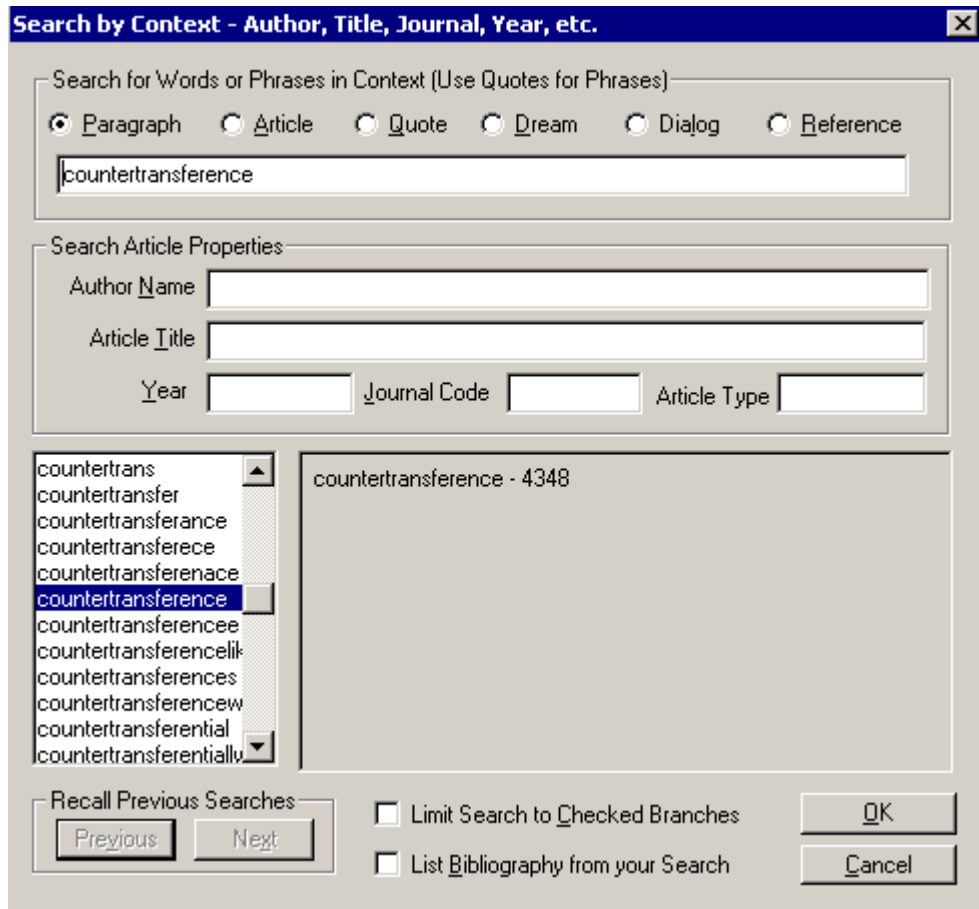 Search by Context - Author, Title, Journal, Year, etc.
Search for Words or Phrases in Context (Use Quotes for Phrases)
Paragraph Article Quote Dream Dialog Reference
countertransference
Search Article Properties
Author Name
Article Title
Year Journal Code Article Type
countertrans
countertransfer
countertransferance
countertransferece
countertransferenace
countertransference
countertransferencee
countertransferencelik
countertransferences
countertransferencew
countertransferential
countertransferentially
countertransference - 4348
Recall Previous Searches
Previous Next
Limit Search to Checked Branches
List Bibliography from your Search
OK
Cancel